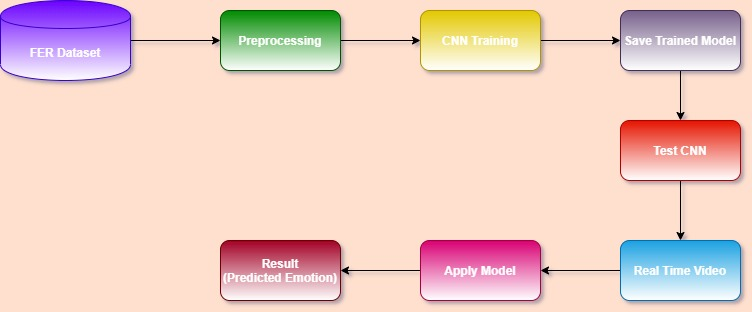 FER Dataset
Preprocessing
CNN Training
Save Trained Model
Test CNN
Real Time Video
Apply Model
Result
(Predicted Emotion)